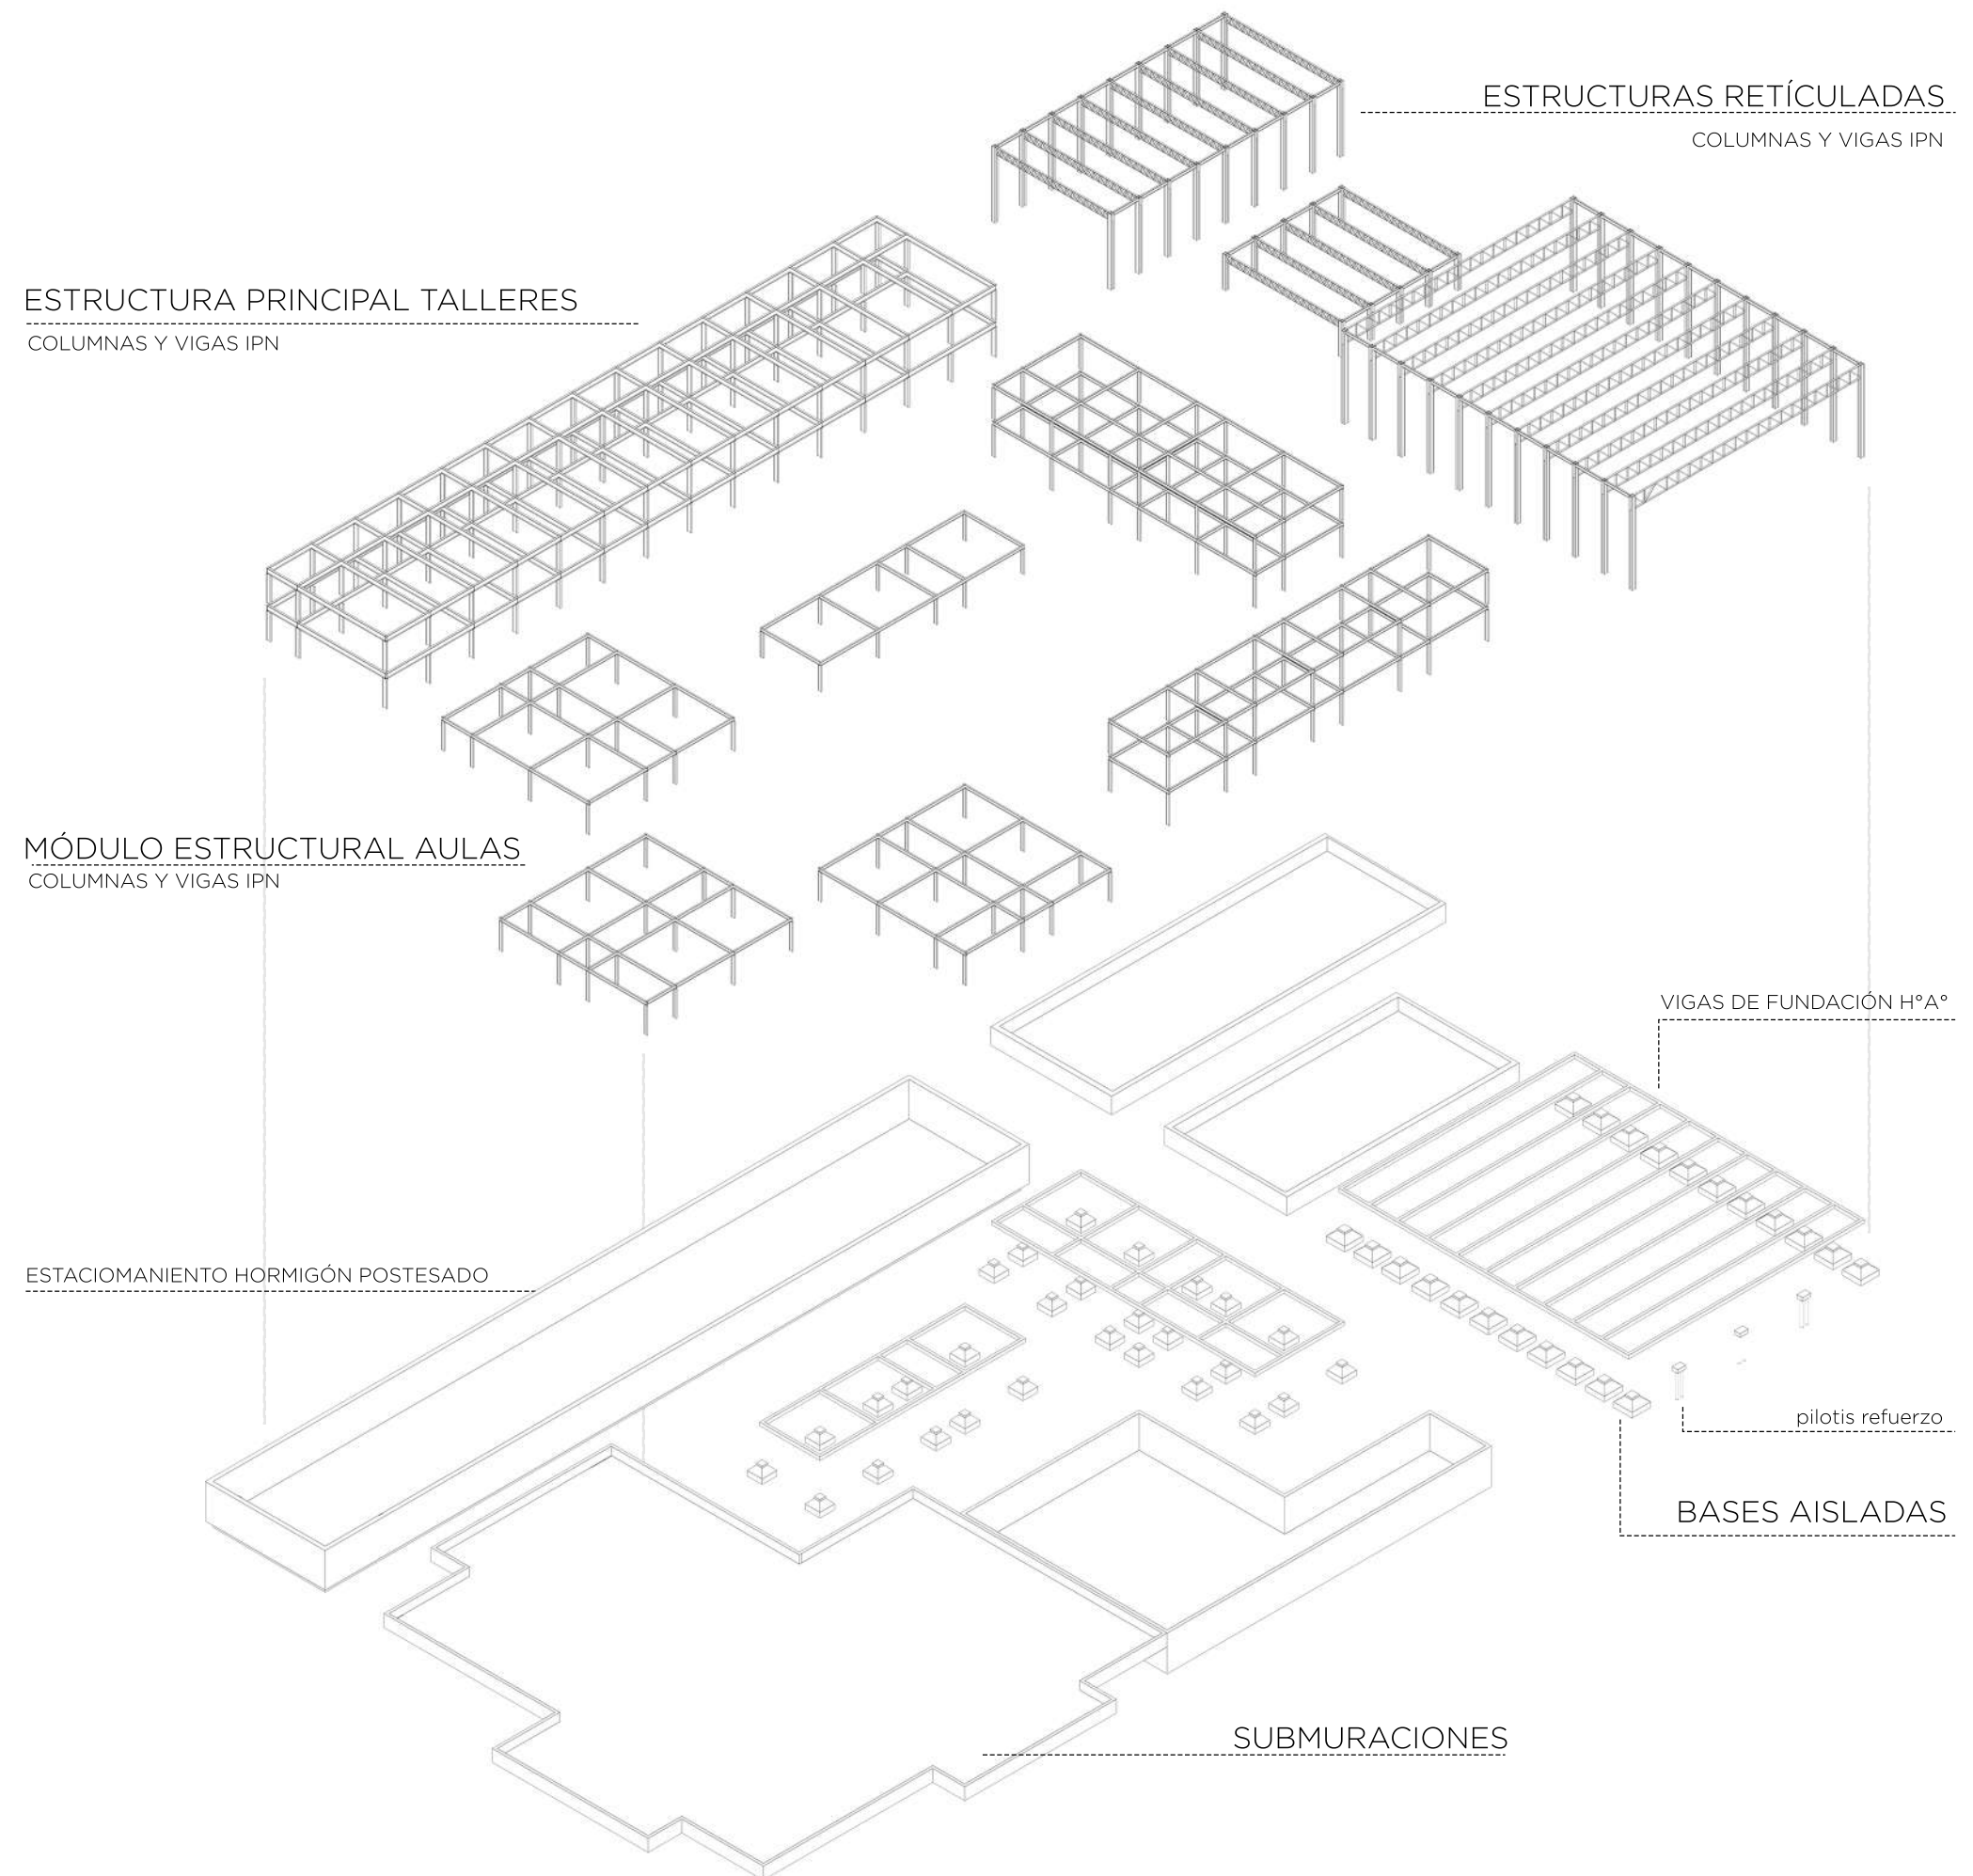 ESTRUCTURAS RETÍCULADAS
COLUMNAS Y VIGAS IPN
ESTRUCTURA PRINCIPAL TALLERES
COLUMNAS Y VIGAS IPN
MÓDULO ESTRUCTURAL AULAS
COLUMNAS Y VIGAS IPN
VIGAS DE FUNDACIÓN H°A°
ESTACIOMANIENTO HORMIGÓN POSTESADO
pilotis refuerzo
BASES AISLADAS
SUBMURACIONES